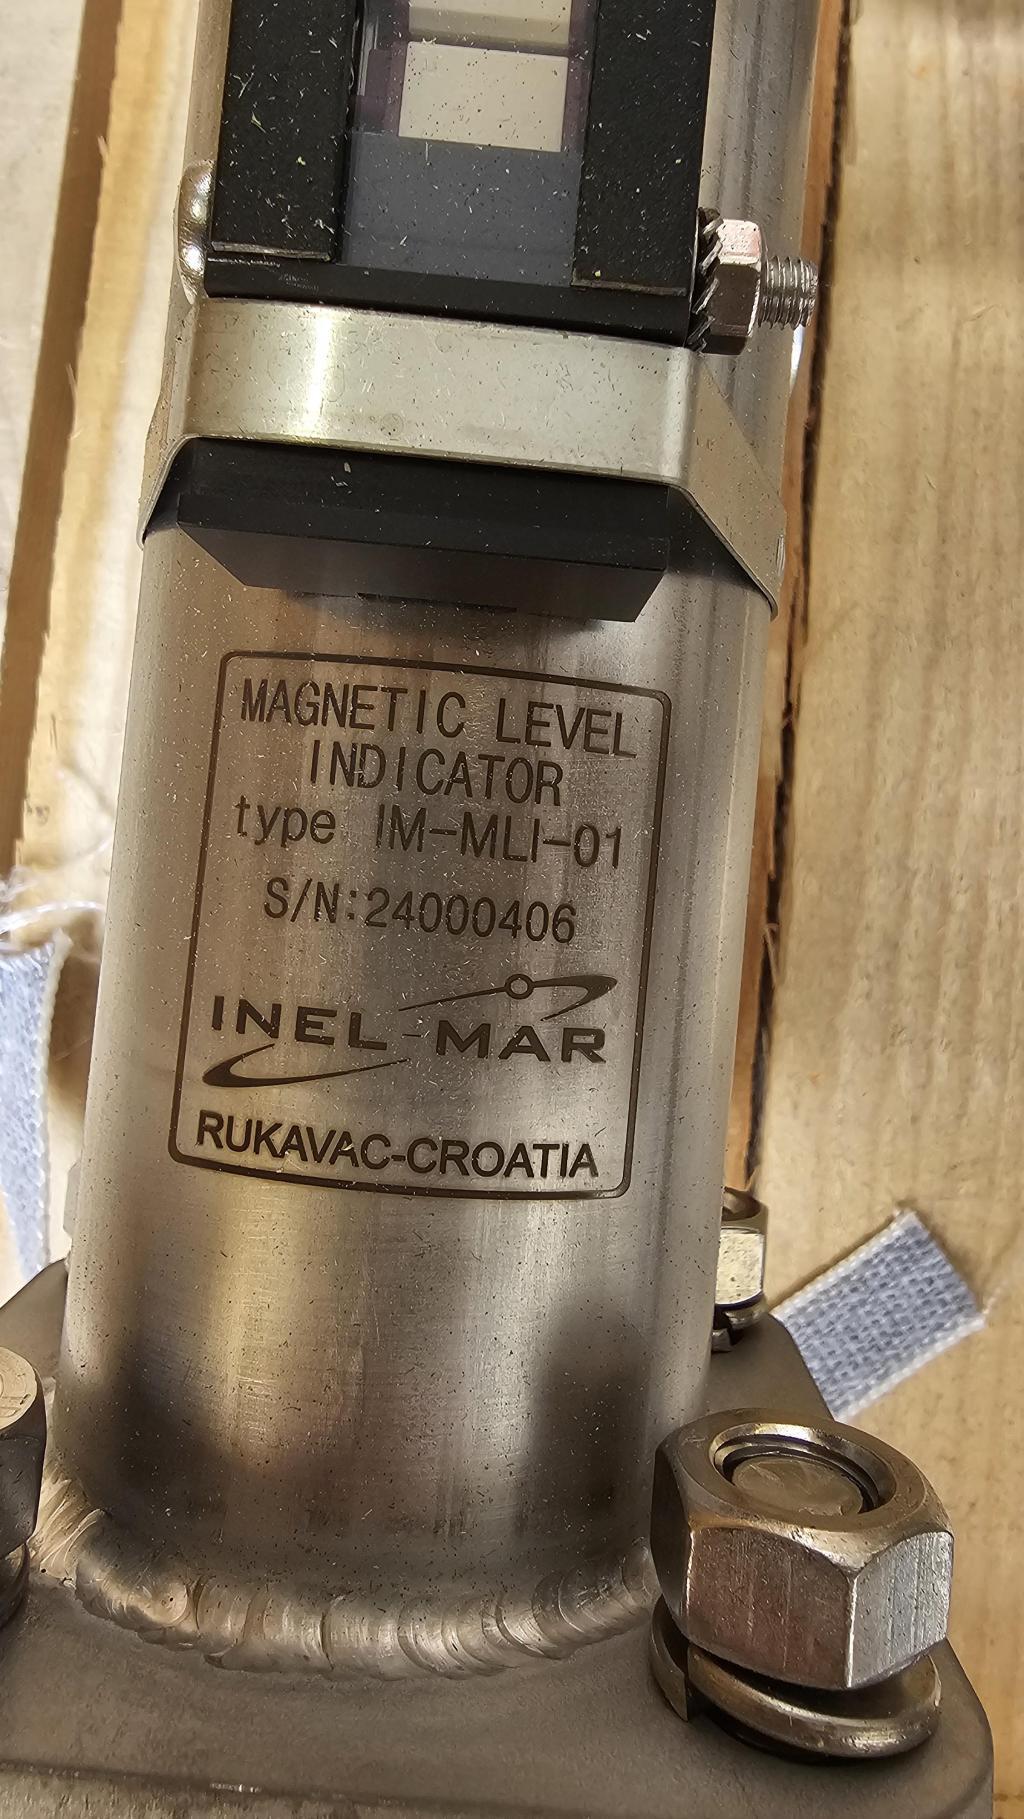 MAGNETIC LEVEL
INDICATOR
type IM-MLI-01
S/N:24000406
INEL-MAR
RUKAVAC-CROATIA